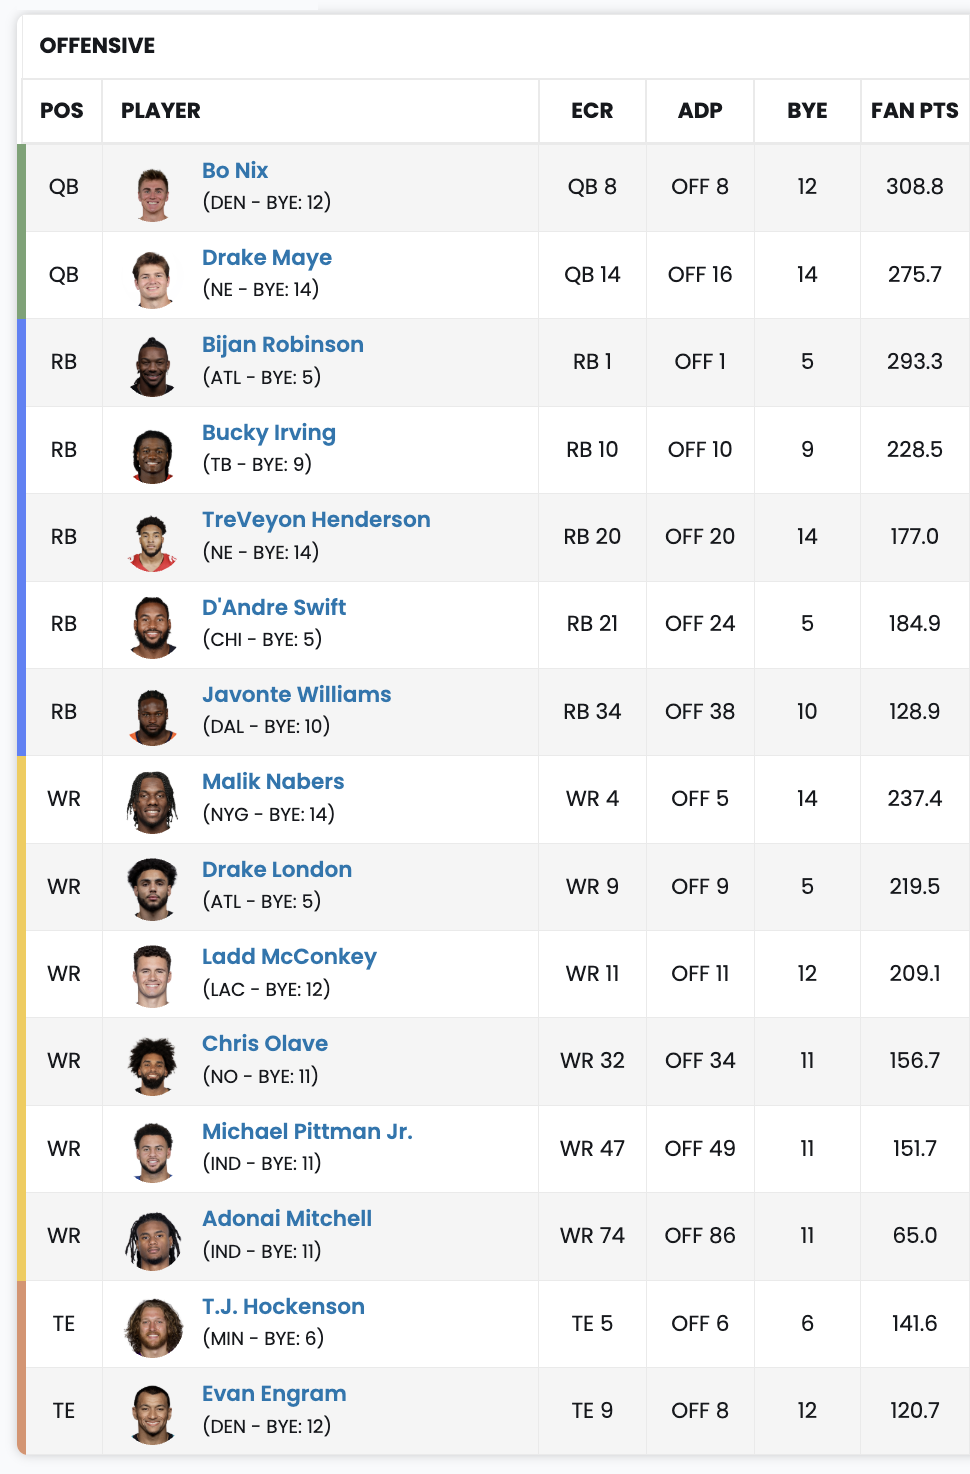 OFFENSIVE
POS PLAYER ECR ADP BYE FAN PTS
Bo Nix
QB QB 8 OFF 8 12 308.8
(DEN - BYE: 12)
Drake Maye
QB QB 14 OFF 16 14 275.7
(NE - BYE: 14)
Bijan Robinson
RB RB 1 OFF 1 5 293.3
(ATL - BYE: 5)
Bucky Irving
RB RB 10 OFF 10 9 228.5
(TB - BYE: 9)
TreVeyon Henderson
RB RB 20 OFF 20 14 177.0
(NE - BYE: 14)
D'Andre Swift
RB RB 21 OFF 24 5 184.9
(CHI - BYE: 5)
Javonte Williams
RB RB 34 OFF 38 10 128.9
(DAL - BYE: 10)
Malik Nabers
WR WR 4 OFF 5 14 237.4
(NYG - BYE: 14)
Drake London
WR WR 9 OFF 9 5 219.5
(ATL - BYE: 5)
Ladd McConkey
WR WR 11 OFF 11 12 209.1
(LAC - BYE: 12)
Chris Olave
WR WR 32 OFF 34 11 156.7
(NO - BYE: 11)
Michael Pittman Jr.
WR WR 47 OFF 49 11 151.7
(IND - BYE: 11)
Adonai Mitchell
WR WR 74 OFF 86 11 65.0
(IND - BYE: 11)
T.J. Hockenson
TE TE 5 OFF 6 6 141.6
(MIN - BYE: 6)
Evan Engram
TE TE 9 OFF 8 12 120.7
(DEN - BYE: 12)